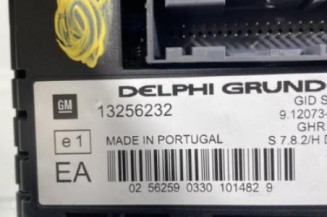 DELPHI GRUND
GM 13256232 GID S
9.12073-
e1 MADE IN PORTUGAL GHR
S 7.8.2/H D
EA
02 56259 0330 101482 9